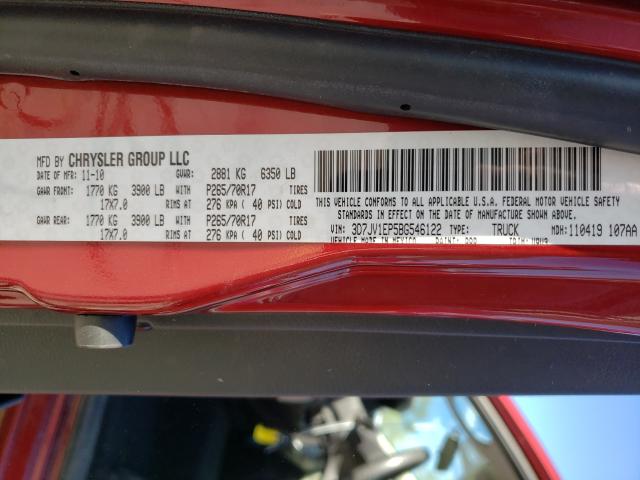 MFD BY CHRYSLER GROUP LLC
DATE OF MFR: 11-10 GVWR: 2881 KG 6350 LB
GAWR FRONT: 1770 KG 3900 LB WITH P265/70R17 TIRES
17X7.0 RIMS AT 276 KPA ( 40 PSI) COLD
GAWR REAR: 1770 KG 3900 LB WITH P265/70R17 TIRES
17X7.0 RIMS AT 276 KPA ( 40 PSI) COLD
THIS VEHICLE CONFORMS TO ALL APPLICABLE U.S.A. FEDERAL MOTOR VEHICLE SAFETY
STANDARDS IN EFFECT ON THE DATE OF MANUFACTURE SHOWN ABOVE.
VIN: 3D7JV1EP5BG546122 TYPE: TRUCK MDH:110419 107AA
VEHICLE MADE IN MEXICO PAINT: TRIM: